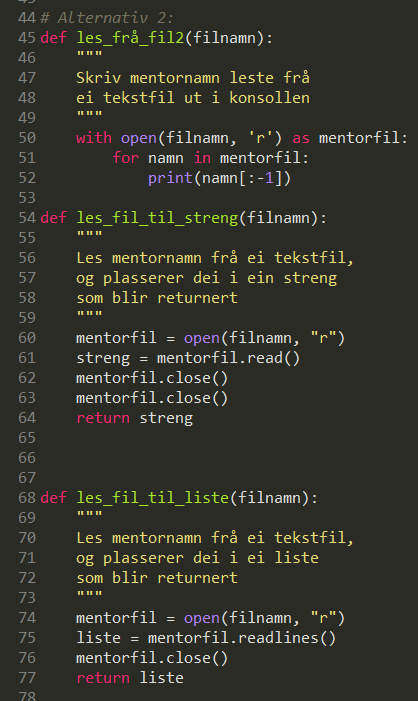 44 # Alternativ 2:
45 def les_frå_fil2(filnamn):
46     """
47     Skriv mentornamn leste frå
48     ei tekstfil ut i konsollen
49     """
50     with open(filnamn, 'r') as mentorfil:
51         for namn in mentorfil:
52             print(namn[:-1])
53
54 def les_fil_til_streng(filnamn):
55     """
56     Les mentornamn frå ei tekstfil,
57     og plasserer dei i ein streng
58     som blir returnert
59     """
60     mentorfil = open(filnamn, "r")
61     streng = mentorfil.read()
62     mentorfil.close()
63     mentorfil.close()
64     return streng
65
66
67
68 def les_fil_til_liste(filnamn):
69     """
70     Les mentornamn frå ei tekstfil,
71     og plasserer dei i ei liste
72     som blir returnert
73     """
74     mentorfil = open(filnamn, "r")
75     liste = mentorfil.readlines()
76     mentorfil.close()
77     return liste
78